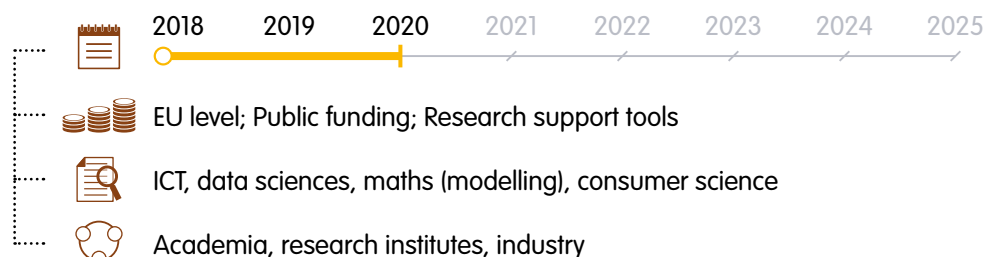 2018 2019 2020 2021 2022 2023 2024 2025
EU level; Public funding; Research support tools
ICT, data sciences, maths (modelling), consumer science
Academia, research institutes, industry